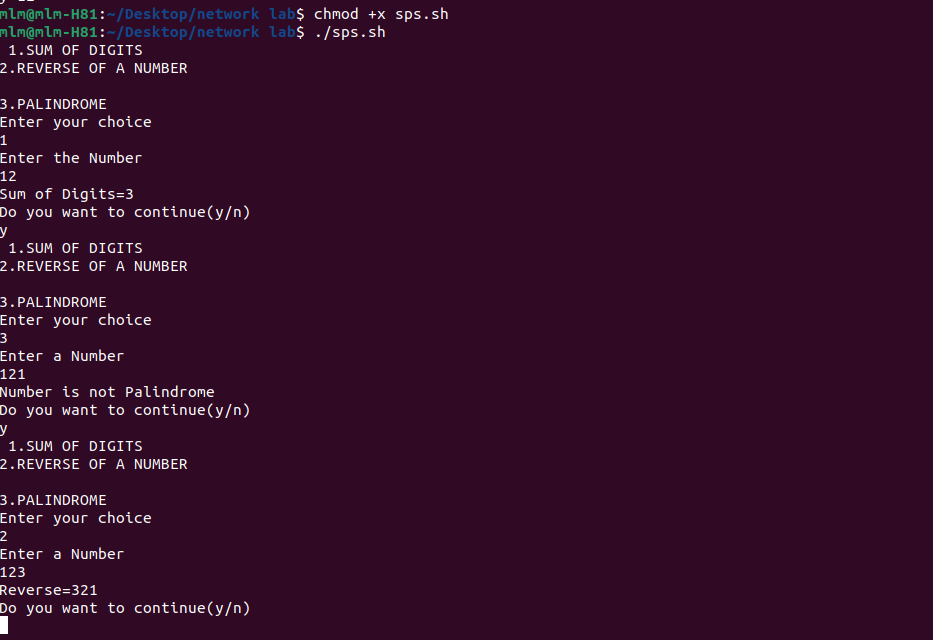 mlm@mlm-H81:~/Desktop/network lab$ chmod +x sps.sh
mlm@mlm-H81:~/Desktop/network lab$ ./sps.sh
 1.SUM OF DIGITS
2.REVERSE OF A NUMBER

3.PALINDROME
Enter your choice
1
Enter the Number
12
Sum of Digits=3
Do you want to continue(y/n)
y
 1.SUM OF DIGITS
2.REVERSE OF A NUMBER

3.PALINDROME
Enter your choice
3
Enter a Number
121
Number is not Palindrome
Do you want to continue(y/n)
y
 1.SUM OF DIGITS
2.REVERSE OF A NUMBER

3.PALINDROME
Enter your choice
2
Enter a Number
123
Reverse=321
Do you want to continue(y/n)